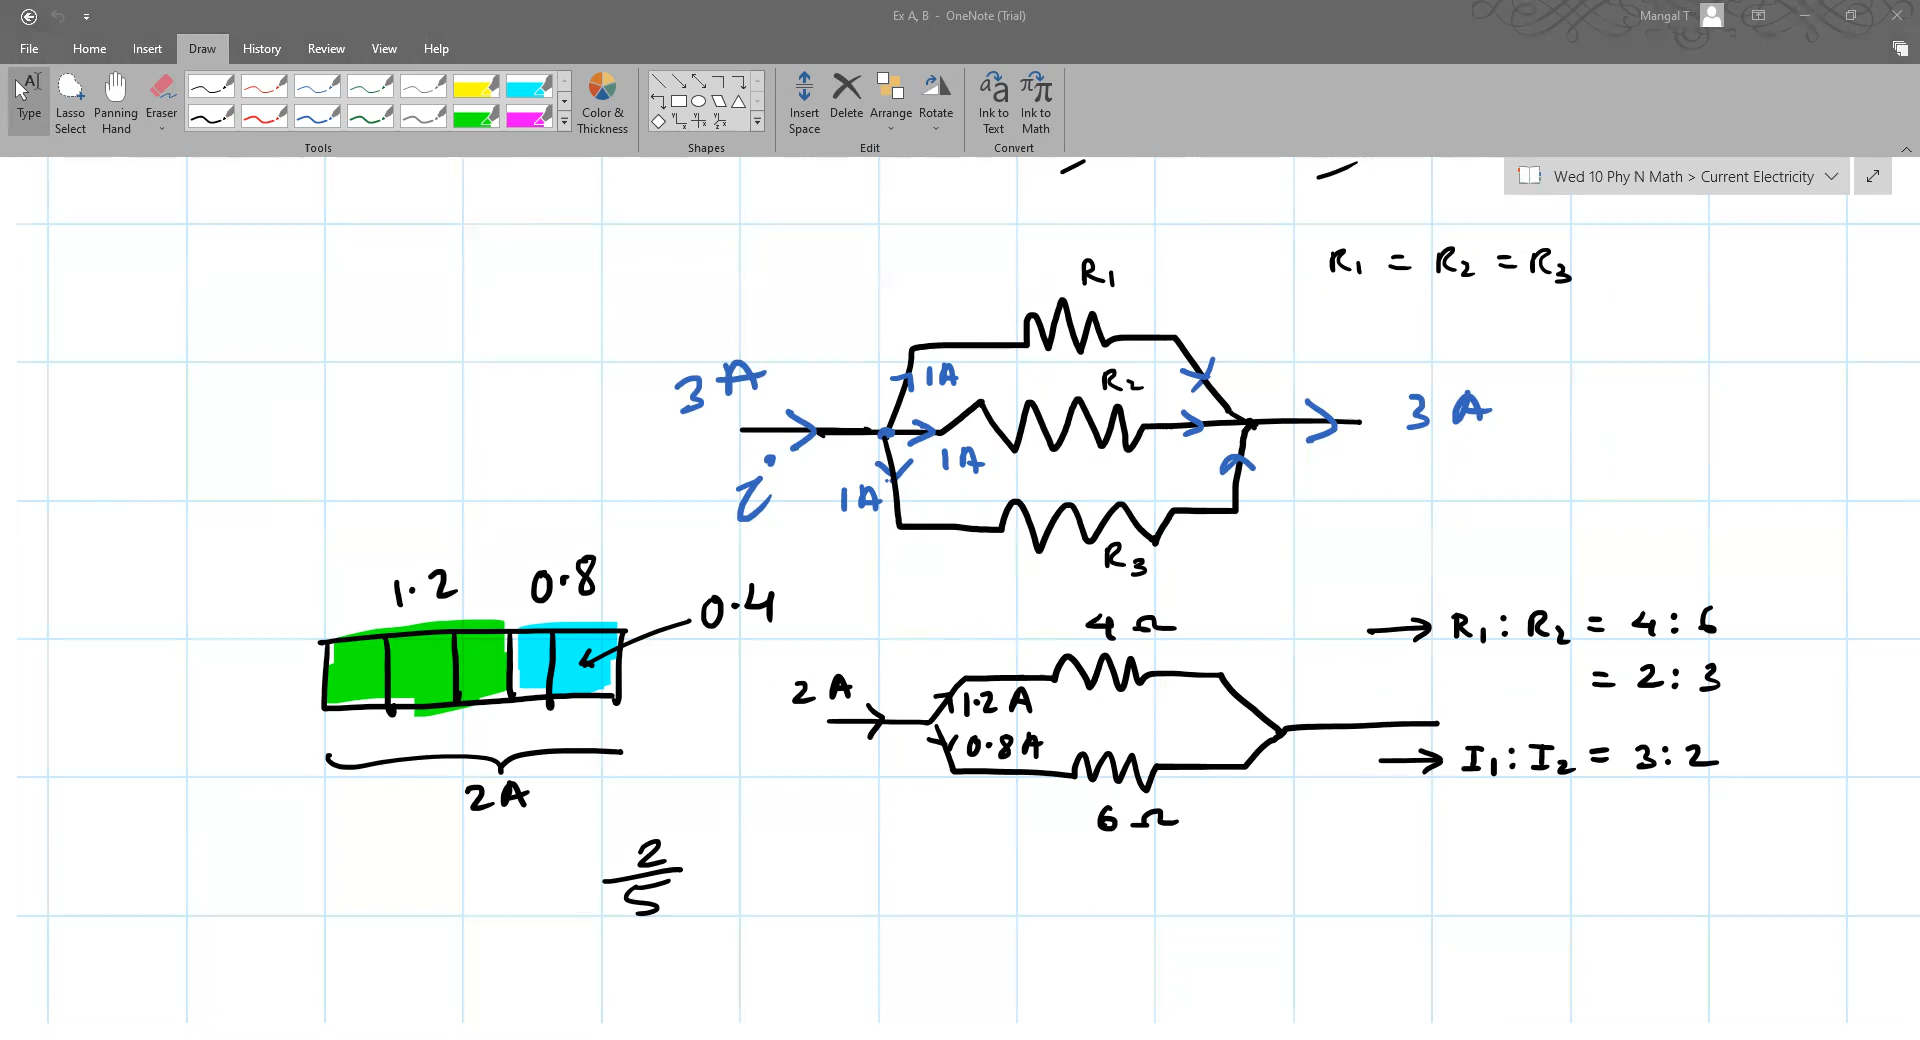 Ex A, B - OneNote (Trial)
Mangal T
File Home Insert Draw History Review View Help
Type
Lasso Select
Panning Hand
Eraser
Color & Thickness
Insert Space
Delete
Arrange
Rotate
Ink to Text
Ink to Math
Tools
Shapes
Edit
Convert
Wed 10 Phy N Math > Current Electricity
R₁ = R₂ = R₃
R₁
3 A
1A
R₂
3 A
i
1A
1A
R₃
1.2
0.8
0.4
2A
2/5
4 Ω
2 A
1.2 A
0.8 A
6 Ω
R₁ : R₂ = 4 : 6
= 2 : 3
I₁ : I₂ = 3 : 2